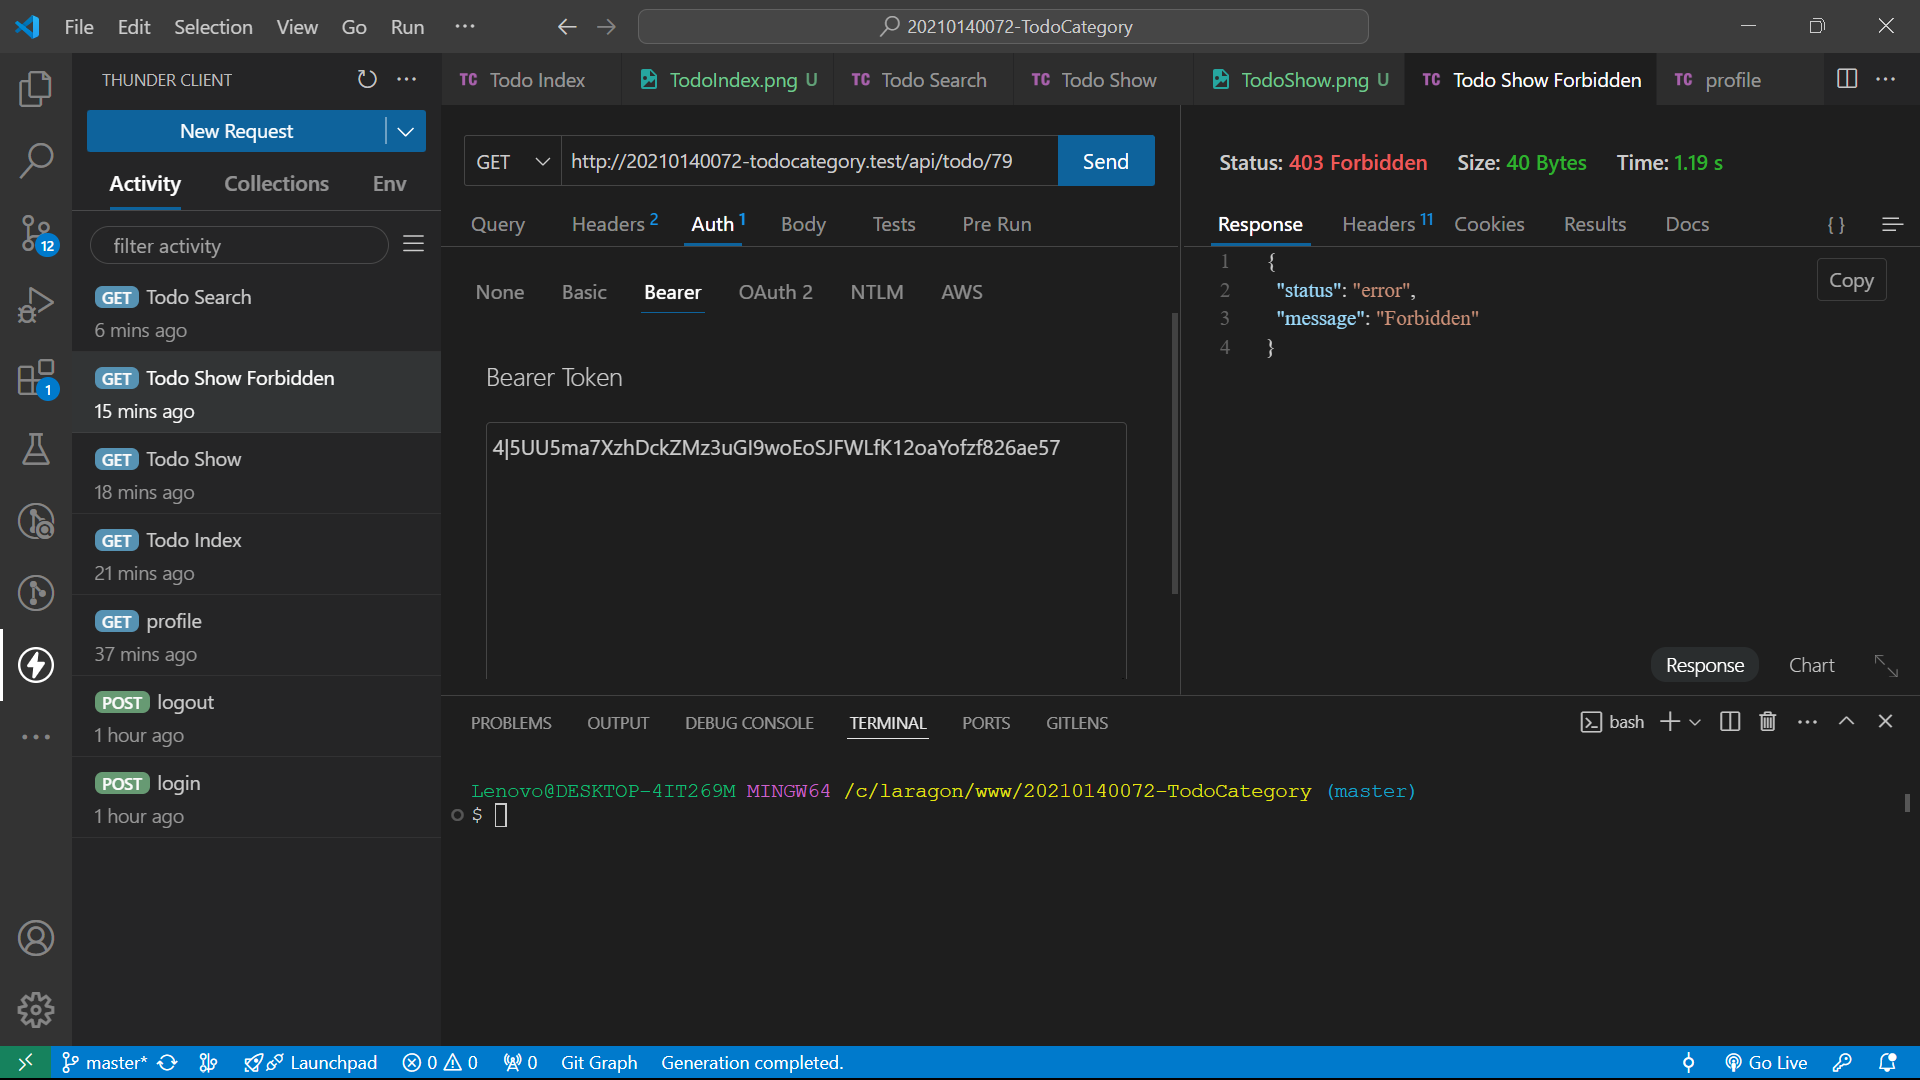 File Edit Selection View Go Run ···
20210140072-TodoCategory
THUNDER CLIENT
New Request
Activity Collections Env
filter activity
GET Todo Search
6 mins ago
GET Todo Show Forbidden
15 mins ago
GET Todo Show
18 mins ago
GET Todo Index
21 mins ago
GET profile
37 mins ago
POST logout
1 hour ago
POST login
1 hour ago
12
1
TC Todo Index TodoIndex.png U TC Todo Search TC Todo Show TodoShow.png U TC Todo Show Forbidden TC profile
GET http://20210140072-todocategory.test/api/todo/79 Send
Query Headers 2 Auth 1 Body Tests Pre Run
None Basic Bearer OAuth 2 NTLM AWS
Bearer Token
4|5UU5ma7XzhDckZMz3uGI9woEoSJFWLfK12oaYofzf826ae57
Status: 403 Forbidden Size: 40 Bytes Time: 1.19 s
Response Headers 11 Cookies Results Docs { }
1 {
2 "status": "error",
3 "message": "Forbidden"
4 }
Copy
Response Chart
PROBLEMS OUTPUT DEBUG CONSOLE TERMINAL PORTS GITLENS
bash
Lenovo@DESKTOP-4IT269M MINGW64 /c/laragon/www/20210140072-TodoCategory (master)
$
master* Launchpad 0 0 0 Git Graph Generation completed. Go Live